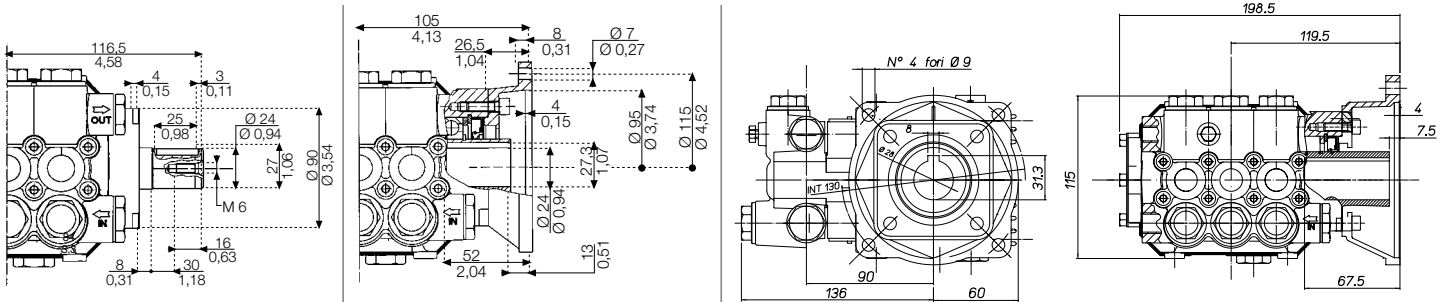 116,5
4,58
4
0,15
3
0,11
OUT
25
0,98
Ø 24
Ø 0,94
27
1,06
Ø 90
Ø 3,54
M 6
IN
16
0,63
8
0,31
30
1,18
105
4,13
26,5
1,04
8
0,31
Ø 7
Ø 0,27
4
0,15
Ø 95
Ø 3,74
Ø 115
Ø 4,52
27,3
1,07
Ø 24
Ø 0,94
IN
52
2,04
13
0,51
N° 4 fori Ø 9
8
Ø 28
INT 130
31,3
90
136
60
198.5
119.5
4
7.5
115
IN
67.5